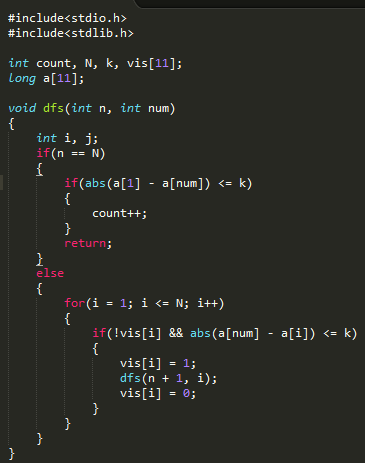 #include<stdio.h>
#include<stdlib.h>

int count, N, k, vis[11];
long a[11];

void dfs(int n, int num)
{
    int i, j;
    if(n == N)
    {
        if(abs(a[1] - a[num]) <= k)
        {
            count++;
        }
        return;
    }
    else
    {
        for(i = 1; i <= N; i++)
        {
            if(!vis[i] && abs(a[num] - a[i]) <= k)
            {
                vis[i] = 1;
                dfs(n + 1, i);
                vis[i] = 0;
            }
        }
    }
}